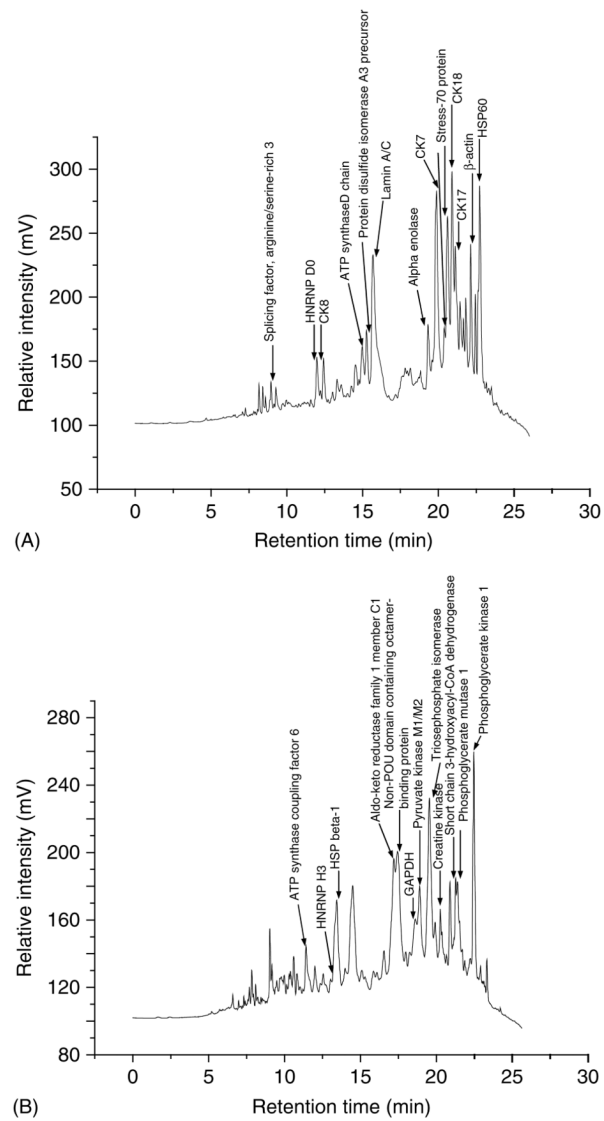 Splicing factor, arginine/serine-rich 3
HNRNP D0
CK8
ATP synthaseD chain
Protein disulfide isomerase A3 precursor
Lamin A/C
Alpha enolase
CK7
Stress-70 protein
CK18
CK17
β-actin
HSP60
Relative intensity (mV)
300
250
200
150
100
50
0 5 10 15 20 25 30
(A)
Retention time (min)
ATP synthase coupling factor 6
HNRNP H3
HSP beta-1
Aldo-keto reductase family 1 member C1
Non-POU domain containing octamer-
binding protein
GAPDH
Pyruvate kinase M1/M2
Triosephosphate isomerase
Creatine kinase
Short chain 3-hydroxyacyl-CoA dehydrogenase
Phosphoglycerate mutase 1
Phosphoglycerate kinase 1
Relative intensity (mV)
280
240
200
160
120
80
0 5 10 15 20 25 30
(B)
Retention time (min)